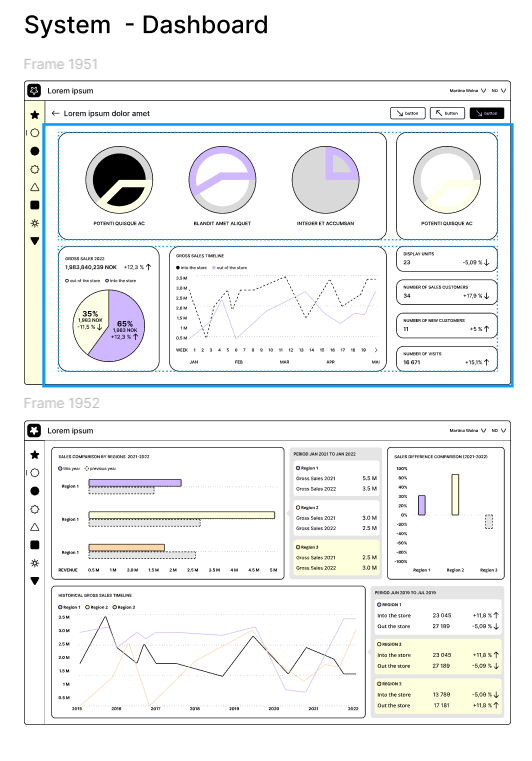 System - Dashboard
Frame 1951
Lorem ipsum
Martina Wolna
NO
Lorem ipsum dolor amet
button
button
button
POTENTI QUISQUE AC
BLANDIT AMET ALIQUET
INTEGER ET ACCUMSAN
POTENTI QUISQUE AC
GROSS SALES 2022
1,983,840,239 NOK +12,3 %
out of the store into the store
35%
1,983 NOK
-11,5 %
65%
1,983 NOK
+12,3 %
GROSS SALES TIMELINE
into the store out of the store
3.5 M
3.0 M
2.5 M
2.0 M
1.5 M
1 M
0.5 M
WEEK 1 2 3 4 5 6 7 8 9 10 11 12 13 14 15 16 17 18 19
JAN FEB MAR APR MAI
DISPLAY UNITS
23 -5,09 %
NUMBER OF SALES CUSTOMERS
34 +17,9 %
NUMBER OF NEW CUSTOMERS
11 +5 %
NUMBER OF VISITS
16 671 +15,1%
Frame 1952
Lorem ipsum
Martina Wolna
NO
SALES COMPARISON BY REGIONS 2021-2022
this year previous year
Region 1
Region 1
Region 1
REVENUE 0.5 M 1 M 1.5 M 2 M 2.5 M 3 M 3.5 M 4 M 4.5 M 5 M
PERIOD JAN 2021 TO JAN 2022
Region 1
Gross Sales 2021 5.5 M
Gross Sales 2022 3.5 M
Region 2
Gross Sales 2021 3.0 M
Gross Sales 2022 2.5 M
Region 3
Gross Sales 2021 2.5 M
Gross Sales 2022 3.0 M
SALES DIFFERENCE COMPARISON (2021-2022)
100%
80%
60%
40%
20%
0%
-20%
-40%
-60%
-80%
-100%
Region 1 Region 2 Region 3
HISTORICAL GROSS SALES TIMELINE
Region 1 Region 2 Region 3
3.5 M
3.0 M
2.5 M
2.0 M
1.5 M
1 M
0.5 M
2015 2016 2017 2018 2019 2020 2021 2022
PERIOD JUN 2019 TO JUL 2019
REGION 1
Into the store 23 045 +11,8 %
Out the store 27 189 -5,09 %
REGION 2
Into the store 23 045 +11,8 %
Out the store 27 189 -5,09 %
REGION 3
Into the store 13 789 -5,09 %
Out the store 17 181 +11,8 %